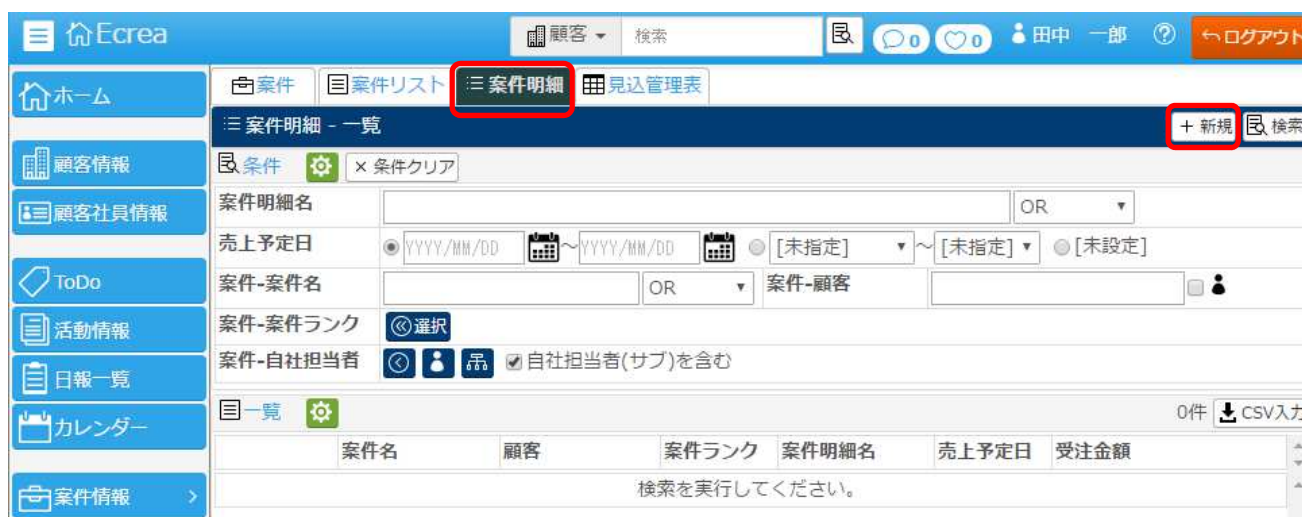 Ecrea 顧客 検索 0 0 田中 一郎 ログアウト
ホーム
顧客情報
顧客社員情報
ToDo
活動情報
日報一覧
カレンダー
案件情報
案件 案件リスト 案件明細 見込管理表
案件明細 - 一覧 + 新規 検索
条件 × 条件クリア
案件明細名 OR
売上予定日 YYYY/MM/DD ～ YYYY/MM/DD [未指定] ～ [未指定] [未設定]
案件-案件名 OR 案件-顧客
案件-案件ランク 選択
案件-自社担当者 自社担当者(サブ)を含む
一覧 0件 CSV入力
案件名 顧客 案件ランク 案件明細名 売上予定日 受注金額
検索を実行してください。